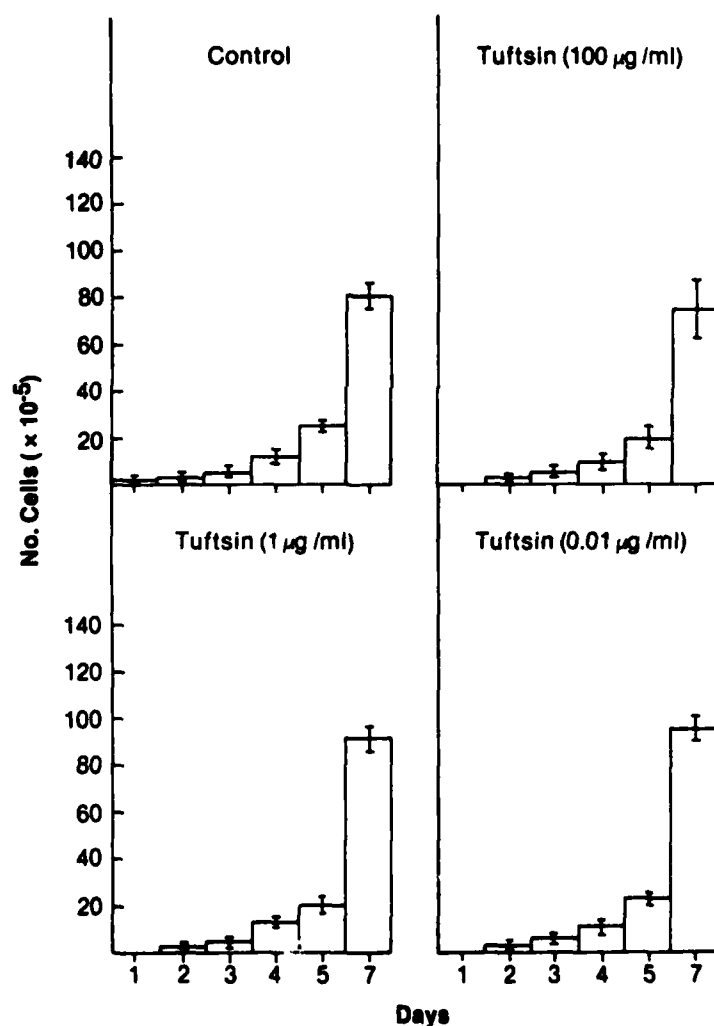 Control
Tuftsin (100 µg /ml)
140
120
100
80
60
40
20
No. Cells ( × 10-5)
Tuftsin (1 µg /ml)
Tuftsin (0.01 µg /ml)
140
120
100
80
60
40
20
1 2 3 4 5 7
1 2 3 4 5 7
Days